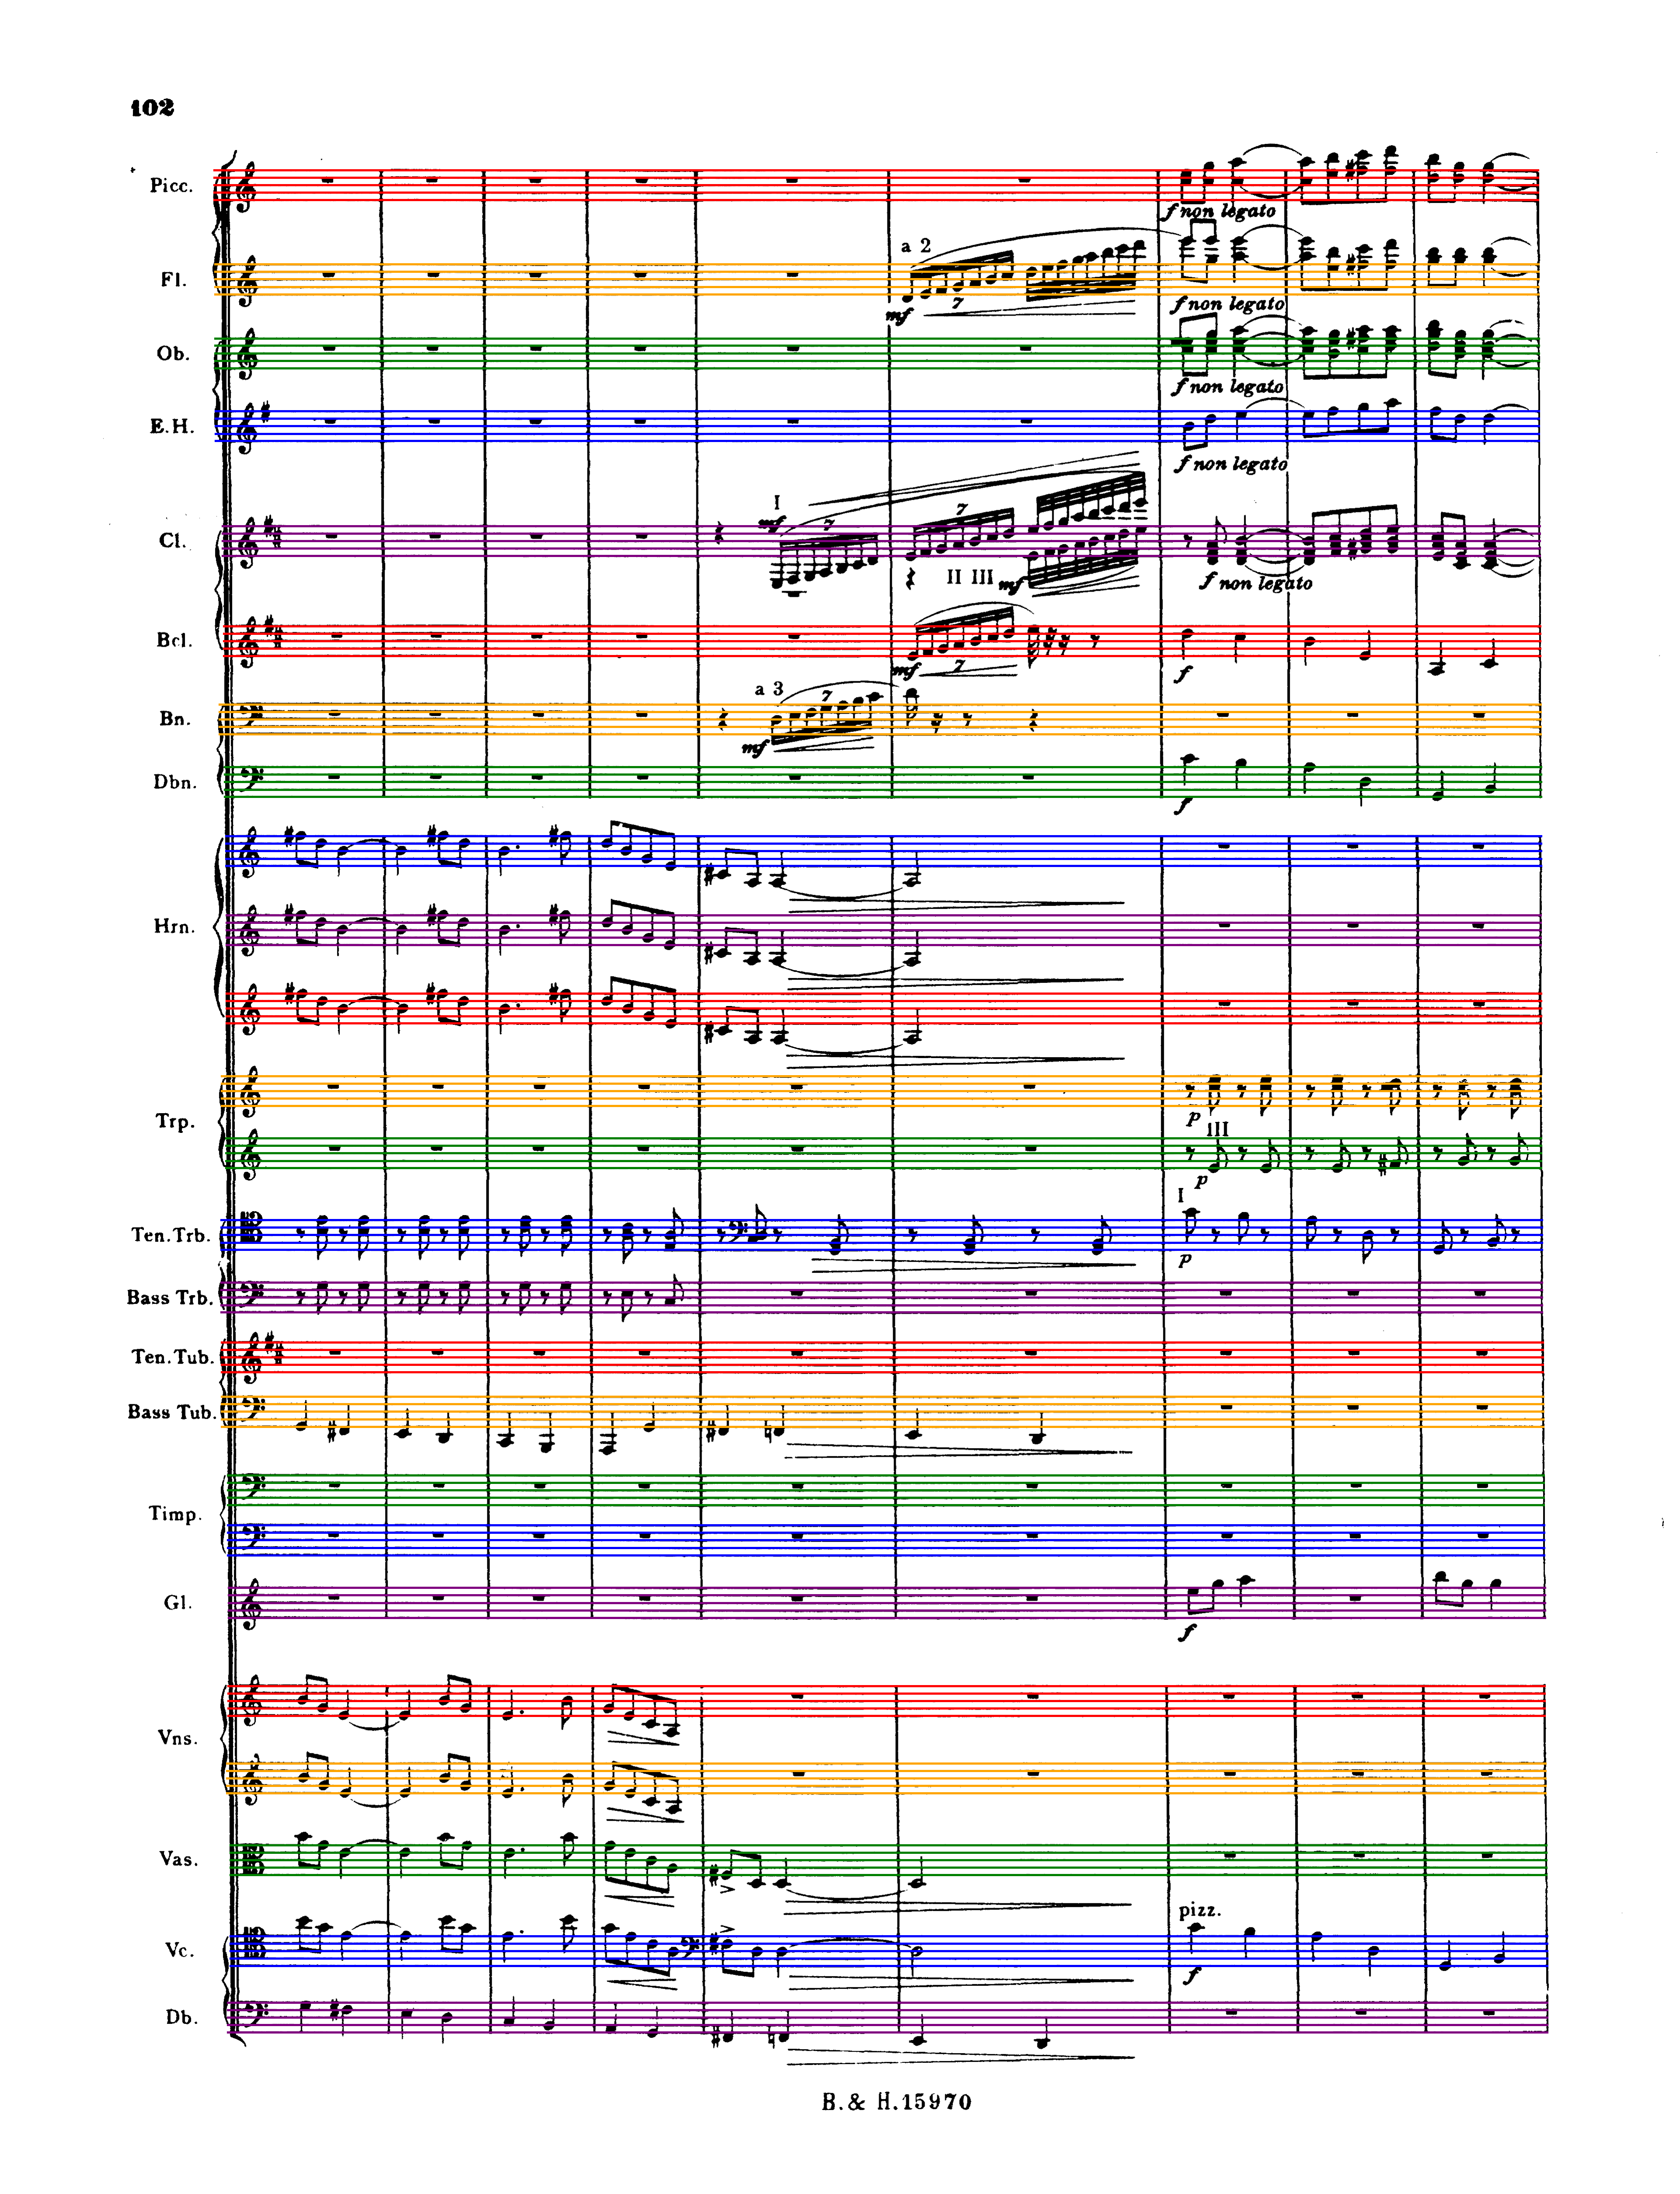 102
Picc.
f non legato
Fl.
a 2
7
mf
f non legato
Ob.
f non legato
E.H.
f non legato
Cl.
I
mf
7
7
II III
mf
f non legato
Bcl.
mf
7
f
Bn.
a 3
7
mf
Dbn.
f
Hrn.
Trp.
p
III
p
Ten.Trb.
I
p
Bass Trb.
Ten.Tub.
Bass Tub.
Timp.
Gl.
f
Vns.
Vas.
Vc.
pizz.
f
Db.
B.& H.15970